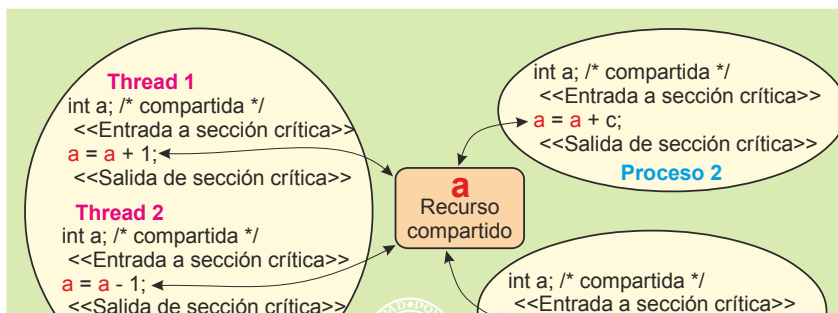 Thread 1
int a; /* compartida */
<<Entrada a sección crítica>>
a = a + 1;
<<Salida de sección crítica>>
Thread 2
int a; /* compartida */
<<Entrada a sección crítica>>
a = a - 1;
<<Salida de sección crítica>>
a
Recurso
compartido
int a; /* compartida */
<<Entrada a sección crítica>>
a = a + c;
<<Salida de sección crítica>>
Proceso 2
int a; /* compartida */
<<Entrada a sección crítica>>